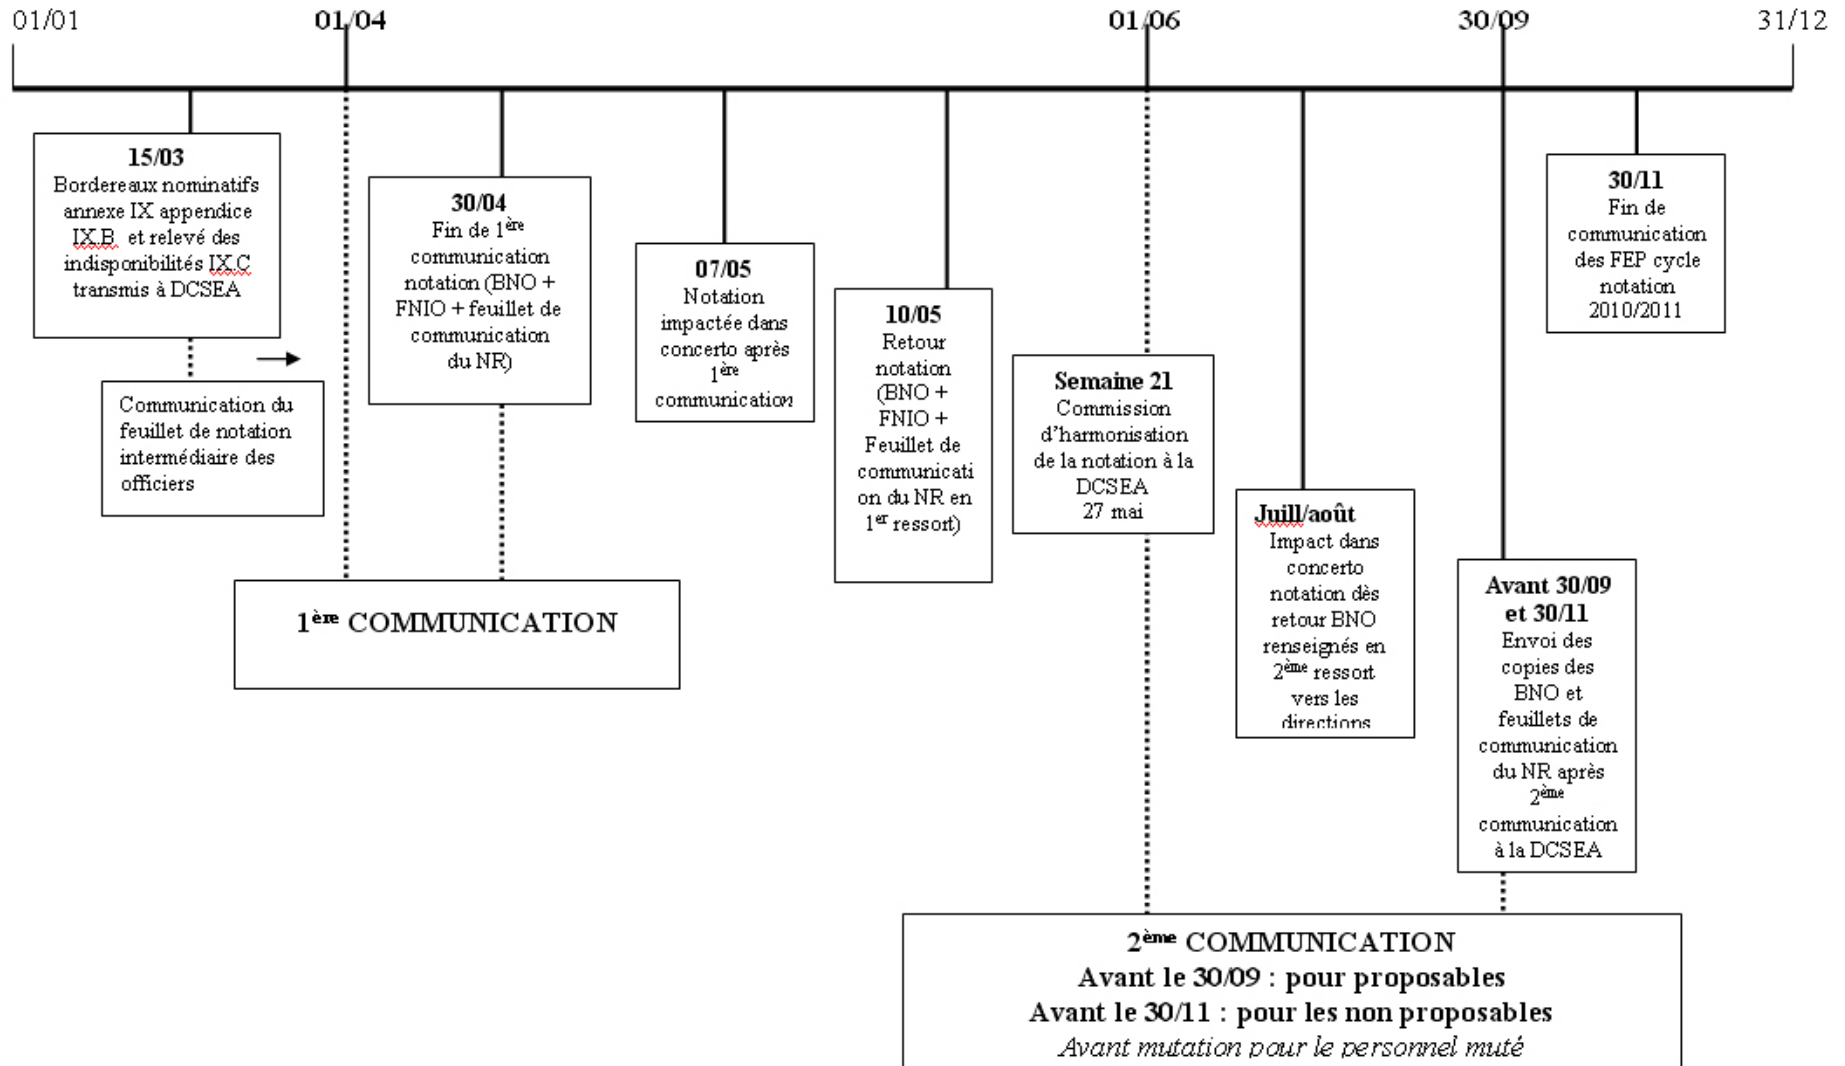 01/01
01/04
01/06
30/09
31/12
15/03
Bordereaux nominatifs
annexe IX appendice
IX.B et relevé des
indisponibilités IX.C
transmis à DCSEA
Communication du
feuillet de notation
intermédiaire des
officiers
30/04
Fin de 1ère
communication
notation (BNO +
FNIO + feuillet de
communication
du NR)
07/05
Notation
impactée dans
concerto après
1ère
communication
10/05
Retour
notation
(BNO +
FNIO +
Feuillet de
communicati
on du NR en
1er ressort)
Semaine 21
Commission
d'harmonisation
de la notation à la
DCSEA
27 mai
Juill/août
Impact dans
concerto
notation dès
retour BNO
renseignés en
2ème ressort
vers les
directions
Avant 30/09
et 30/11
Envoi des
copies des
BNO et
feuillets de
communication
du NR après
2ème
communication
à la DCSEA
30/11
Fin de
communication
des FEP cycle
notation
2010/2011
1ère COMMUNICATION
2ème COMMUNICATION
Avant le 30/09 : pour proposables
Avant le 30/11 : pour les non proposables
Avant mutation pour le personnel muté